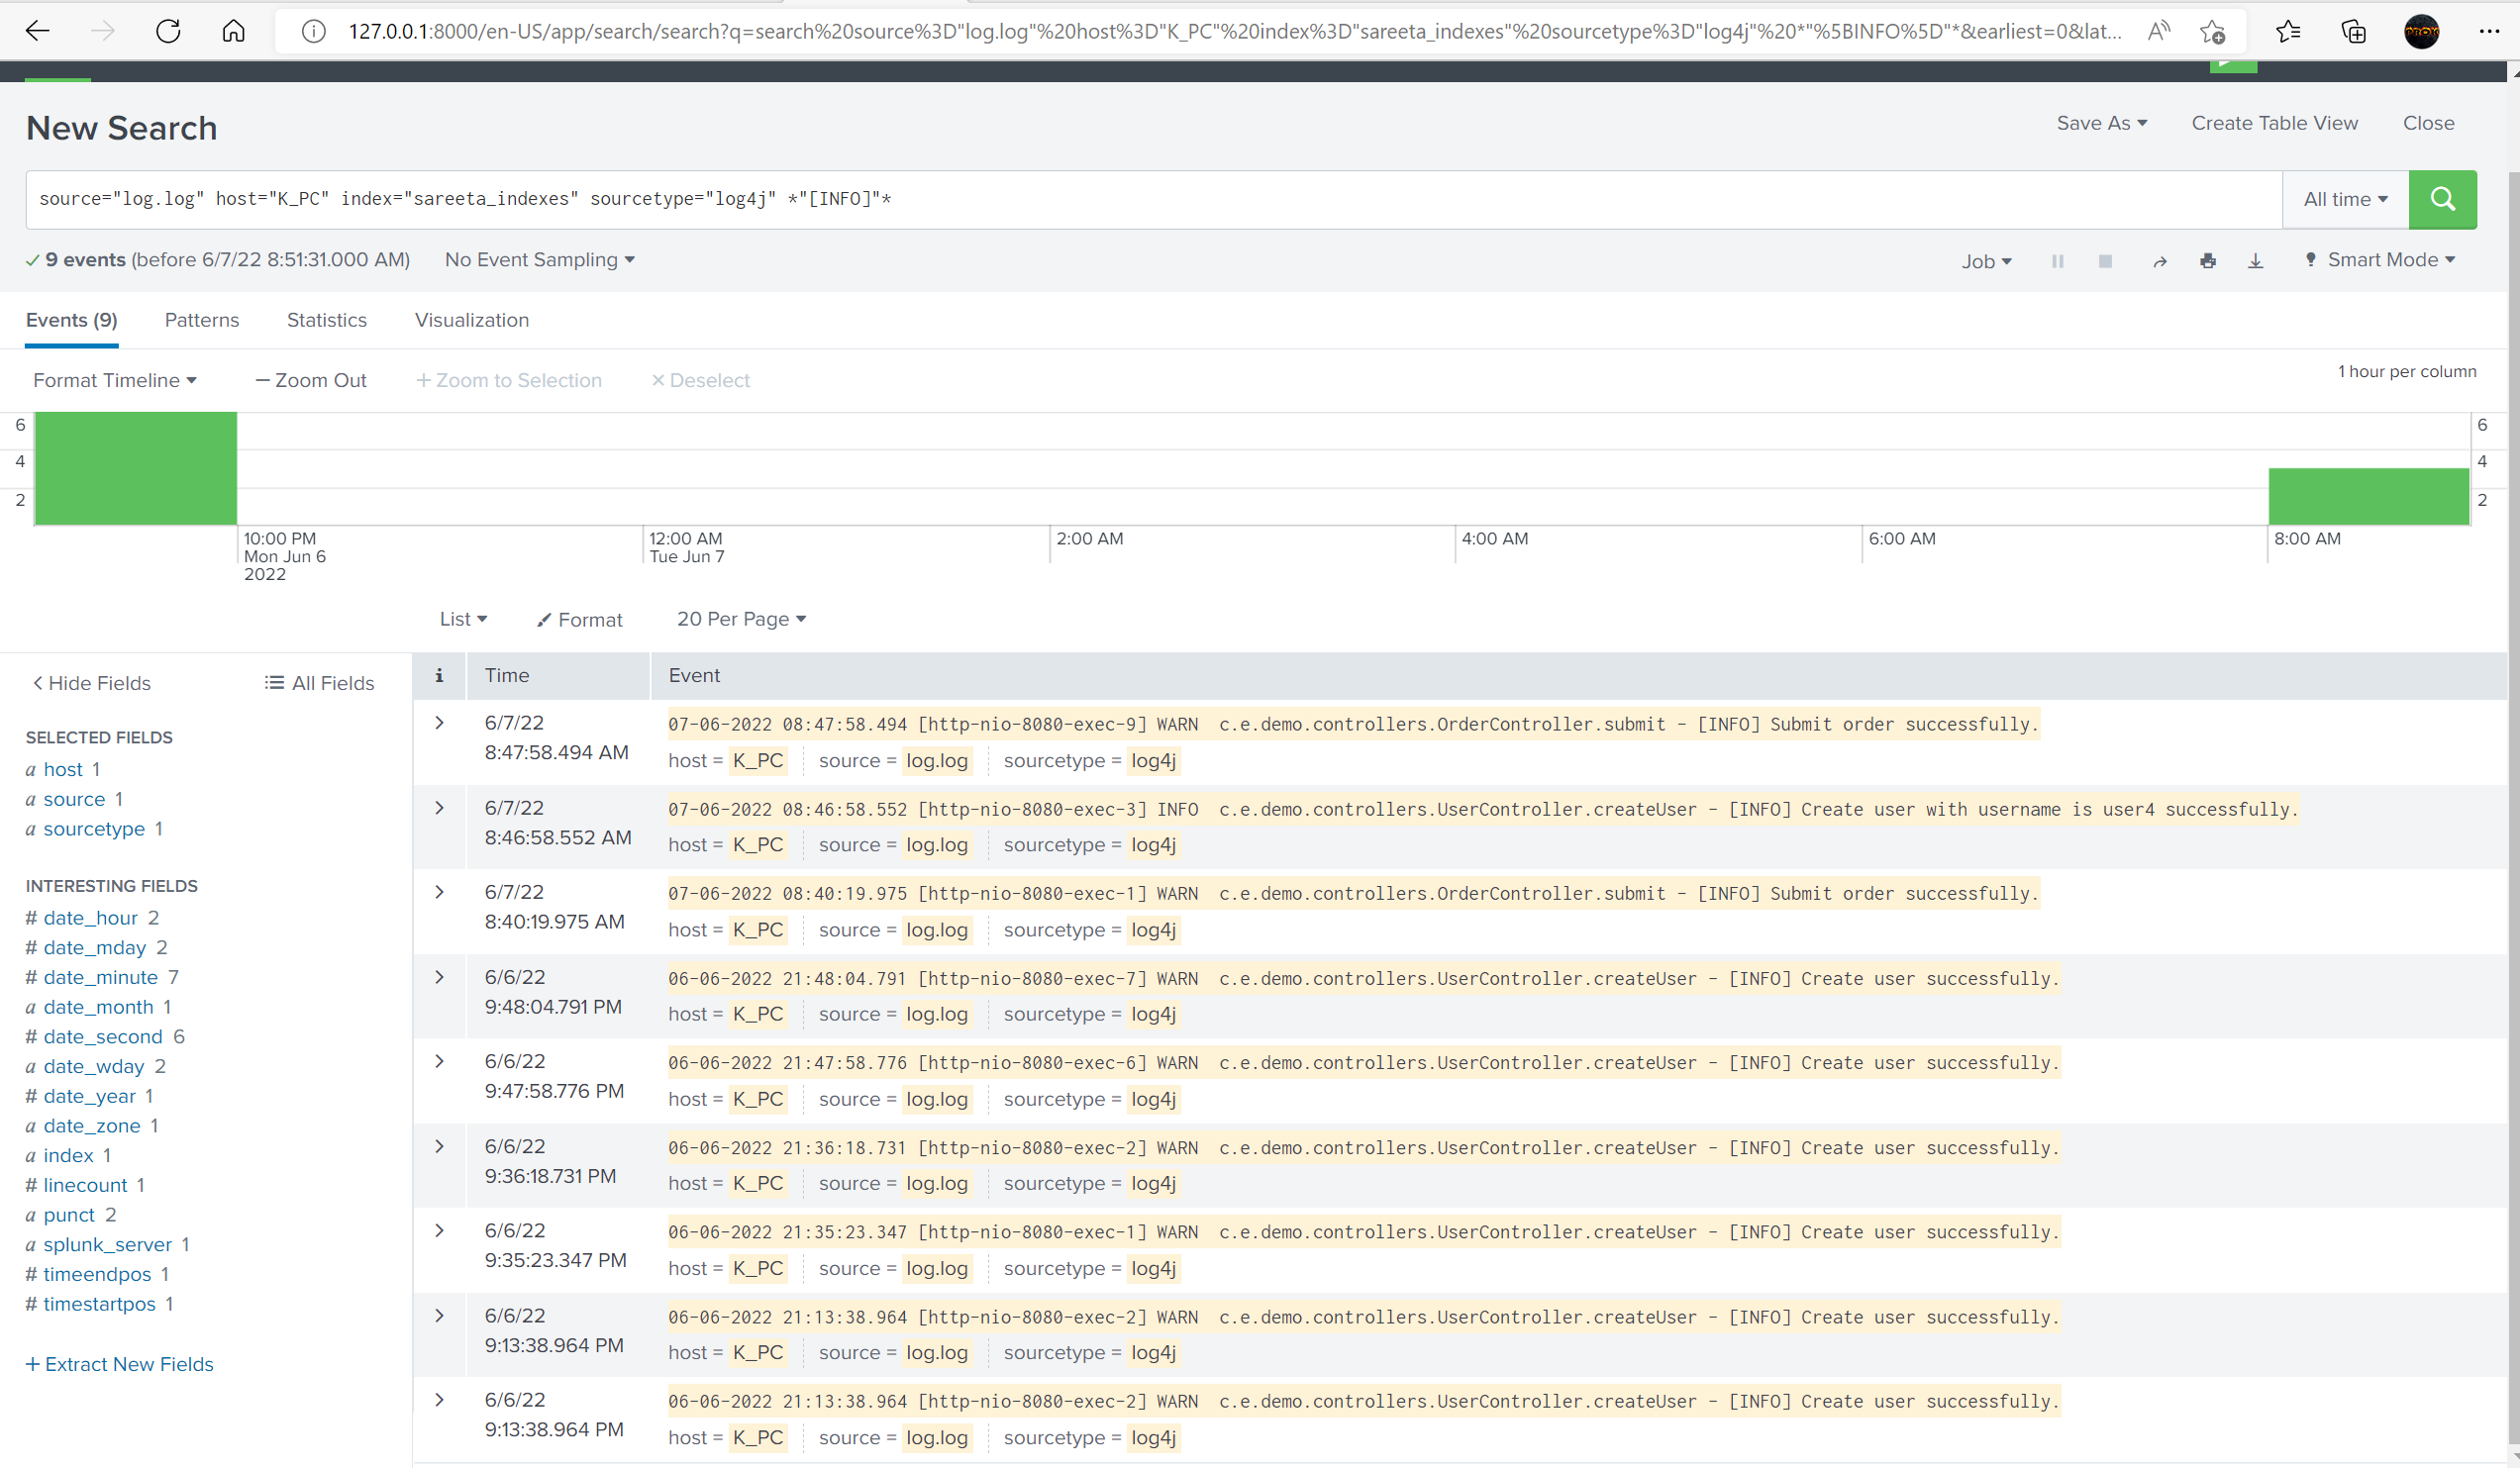 127.0.0.1:8000/en-US/app/search/search?q=search%20source%3D"log.log"%20host%3D"K_PC"%20index%3D"sareeta_indexes"%20sourcetype%3D"log4j"%20*"%5BINFO%5D"*&earliest=0&lat...
New Search
Save As Create Table View Close
source="log.log" host="K_PC" index="sareeta_indexes" sourcetype="log4j" *"[INFO]"*
All time
9 events (before 6/7/22 8:51:31.000 AM) No Event Sampling
Job Smart Mode
Events (9) Patterns Statistics Visualization
Format Timeline — Zoom Out + Zoom to Selection × Deselect
1 hour per column
6 6
4 4
2 2
10:00 PM 12:00 AM 2:00 AM 4:00 AM 6:00 AM 8:00 AM
Mon Jun 6 Tue Jun 7
2022
List Format 20 Per Page
< Hide Fields All Fields
SELECTED FIELDS
a host 1
a source 1
a sourcetype 1
INTERESTING FIELDS
# date_hour 2
# date_mday 2
# date_minute 7
a date_month 1
# date_second 6
a date_wday 2
# date_year 1
a date_zone 1
a index 1
# linecount 1
a punct 2
a splunk_server 1
# timeendpos 1
# timestartpos 1
+ Extract New Fields
i Time Event
> 6/7/22 07-06-2022 08:47:58.494 [http-nio-8080-exec-9] WARN c.e.demo.controllers.OrderController.submit - [INFO] Submit order successfully.
8:47:58.494 AM host = K_PC source = log.log sourcetype = log4j
> 6/7/22 07-06-2022 08:46:58.552 [http-nio-8080-exec-3] INFO c.e.demo.controllers.UserController.createUser - [INFO] Create user with username is user4 successfully.
8:46:58.552 AM host = K_PC source = log.log sourcetype = log4j
> 6/7/22 07-06-2022 08:40:19.975 [http-nio-8080-exec-1] WARN c.e.demo.controllers.OrderController.submit - [INFO] Submit order successfully.
8:40:19.975 AM host = K_PC source = log.log sourcetype = log4j
> 6/6/22 06-06-2022 21:48:04.791 [http-nio-8080-exec-7] WARN c.e.demo.controllers.UserController.createUser - [INFO] Create user successfully.
9:48:04.791 PM host = K_PC source = log.log sourcetype = log4j
> 6/6/22 06-06-2022 21:47:58.776 [http-nio-8080-exec-6] WARN c.e.demo.controllers.UserController.createUser - [INFO] Create user successfully.
9:47:58.776 PM host = K_PC source = log.log sourcetype = log4j
> 6/6/22 06-06-2022 21:36:18.731 [http-nio-8080-exec-2] WARN c.e.demo.controllers.UserController.createUser - [INFO] Create user successfully.
9:36:18.731 PM host = K_PC source = log.log sourcetype = log4j
> 6/6/22 06-06-2022 21:35:23.347 [http-nio-8080-exec-1] WARN c.e.demo.controllers.UserController.createUser - [INFO] Create user successfully.
9:35:23.347 PM host = K_PC source = log.log sourcetype = log4j
> 6/6/22 06-06-2022 21:13:38.964 [http-nio-8080-exec-2] WARN c.e.demo.controllers.UserController.createUser - [INFO] Create user successfully.
9:13:38.964 PM host = K_PC source = log.log sourcetype = log4j
> 6/6/22 06-06-2022 21:13:38.964 [http-nio-8080-exec-2] WARN c.e.demo.controllers.UserController.createUser - [INFO] Create user successfully.
9:13:38.964 PM host = K_PC source = log.log sourcetype = log4j